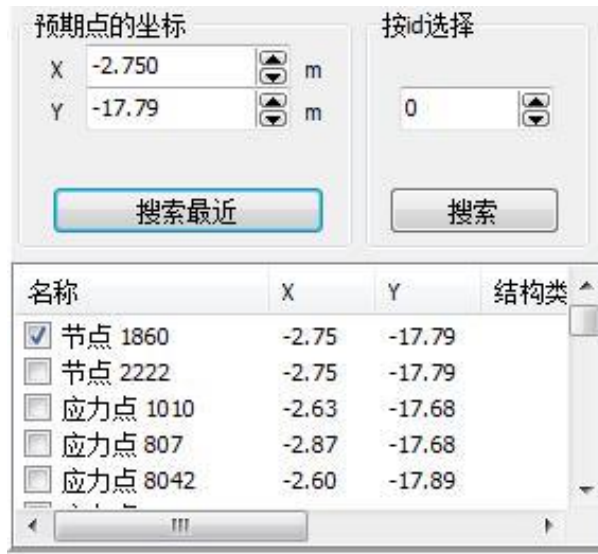 预期点的坐标 按id选择
X -2.750 m
Y -17.79 m 0
搜索最近 搜索
名称 X Y 结构类
节点 1860 -2.75 -17.79
节点 2222 -2.75 -17.79
应力点 1010 -2.63 -17.68
应力点 807 -2.87 -17.68
应力点 8042 -2.60 -17.89